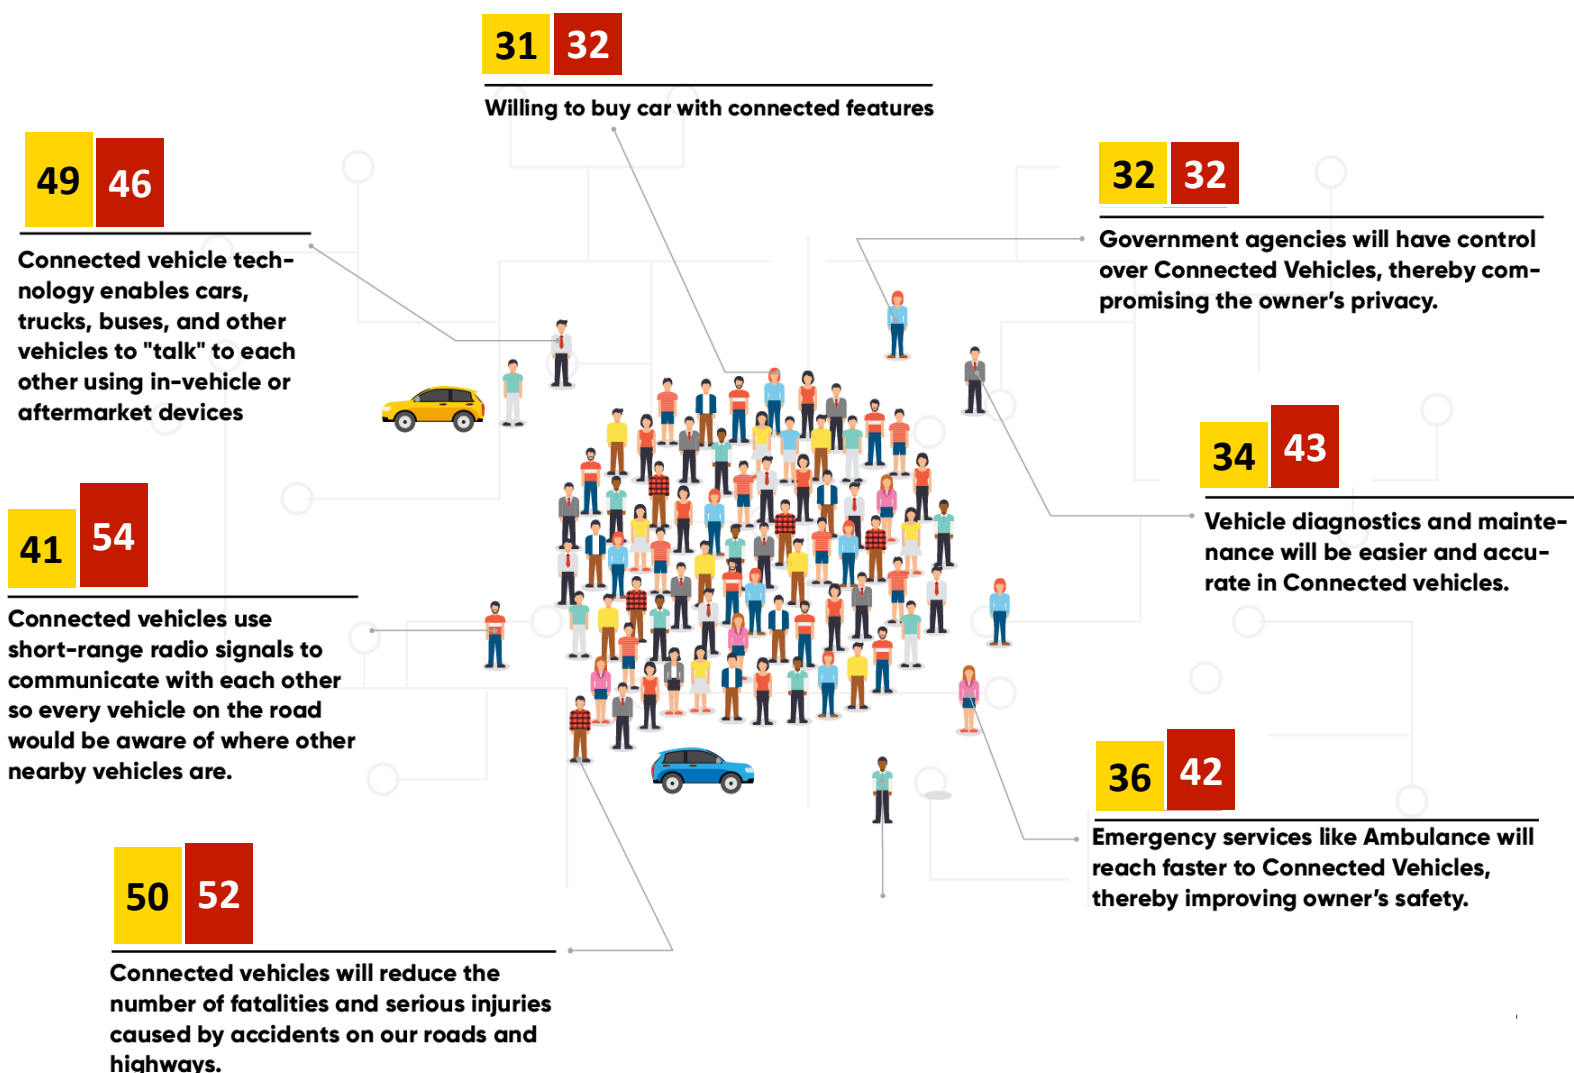 31 32
Willing to buy car with connected features
49 46
Connected vehicle tech-
nology enables cars,
trucks, buses, and other
vehicles to "talk" to each
other using in-vehicle or
aftermarket devices
32 32
Government agencies will have control
over Connected Vehicles, thereby com-
promising the owner's privacy.
34 43
Vehicle diagnostics and mainte-
nance will be easier and accu-
rate in Connected vehicles.
41 54
Connected vehicles use
short-range radio signals to
communicate with each other
so every vehicle on the road
would be aware of where other
nearby vehicles are.
36 42
Emergency services like Ambulance will
reach faster to Connected Vehicles,
thereby improving owner's safety.
50 52
Connected vehicles will reduce the
number of fatalities and serious injuries
caused by accidents on our roads and
highways.